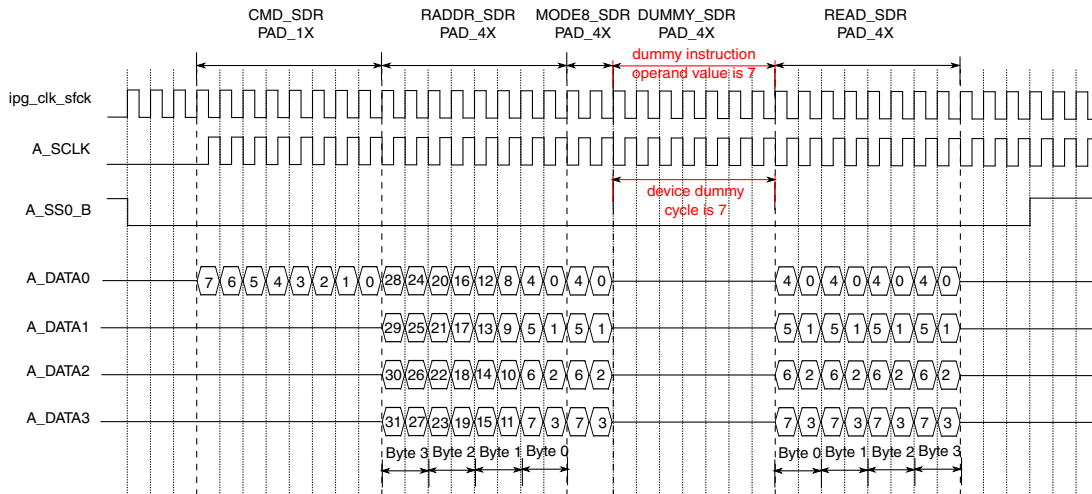 CMD_SDR RADDR_SDR MODE8_SDR DUMMY_SDR READ_SDR
PAD_1X PAD_4X PAD_4X PAD_4X PAD_4X
dummy instruction
operand value is 7
ipg_clk_sfck
A_SCLK
device dummy
cycle is 7
A_SS0_B
A_DATA0 7 6 5 4 3 2 1 0 28 24 20 16 12 8 4 0 4 0 4 0 4 0 4 0 4 0
A_DATA1 29 25 21 17 13 9 5 1 5 1 5 1 5 1 5 1 5 1
A_DATA2 30 26 22 18 14 10 6 2 6 2 6 2 6 2 6 2 6 2
A_DATA3 31 27 23 19 15 11 7 3 7 3 7 3 7 3 7 3 7 3
Byte 3 Byte 2 Byte 1 Byte 0 Byte 0 Byte 1 Byte 2 Byte 3